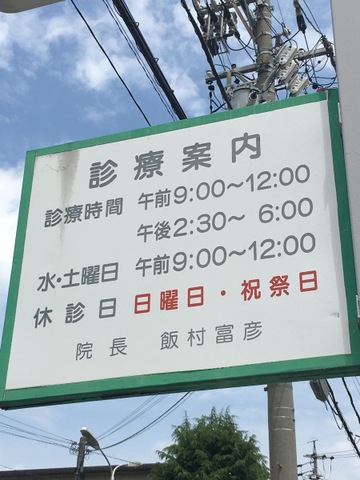 診療案内
診療時間 午前9:00～12:00
午後2:30～ 6:00
水・土曜日 午前9:00～12:00
休診日 日曜日・祝祭日
院長 飯村富彦